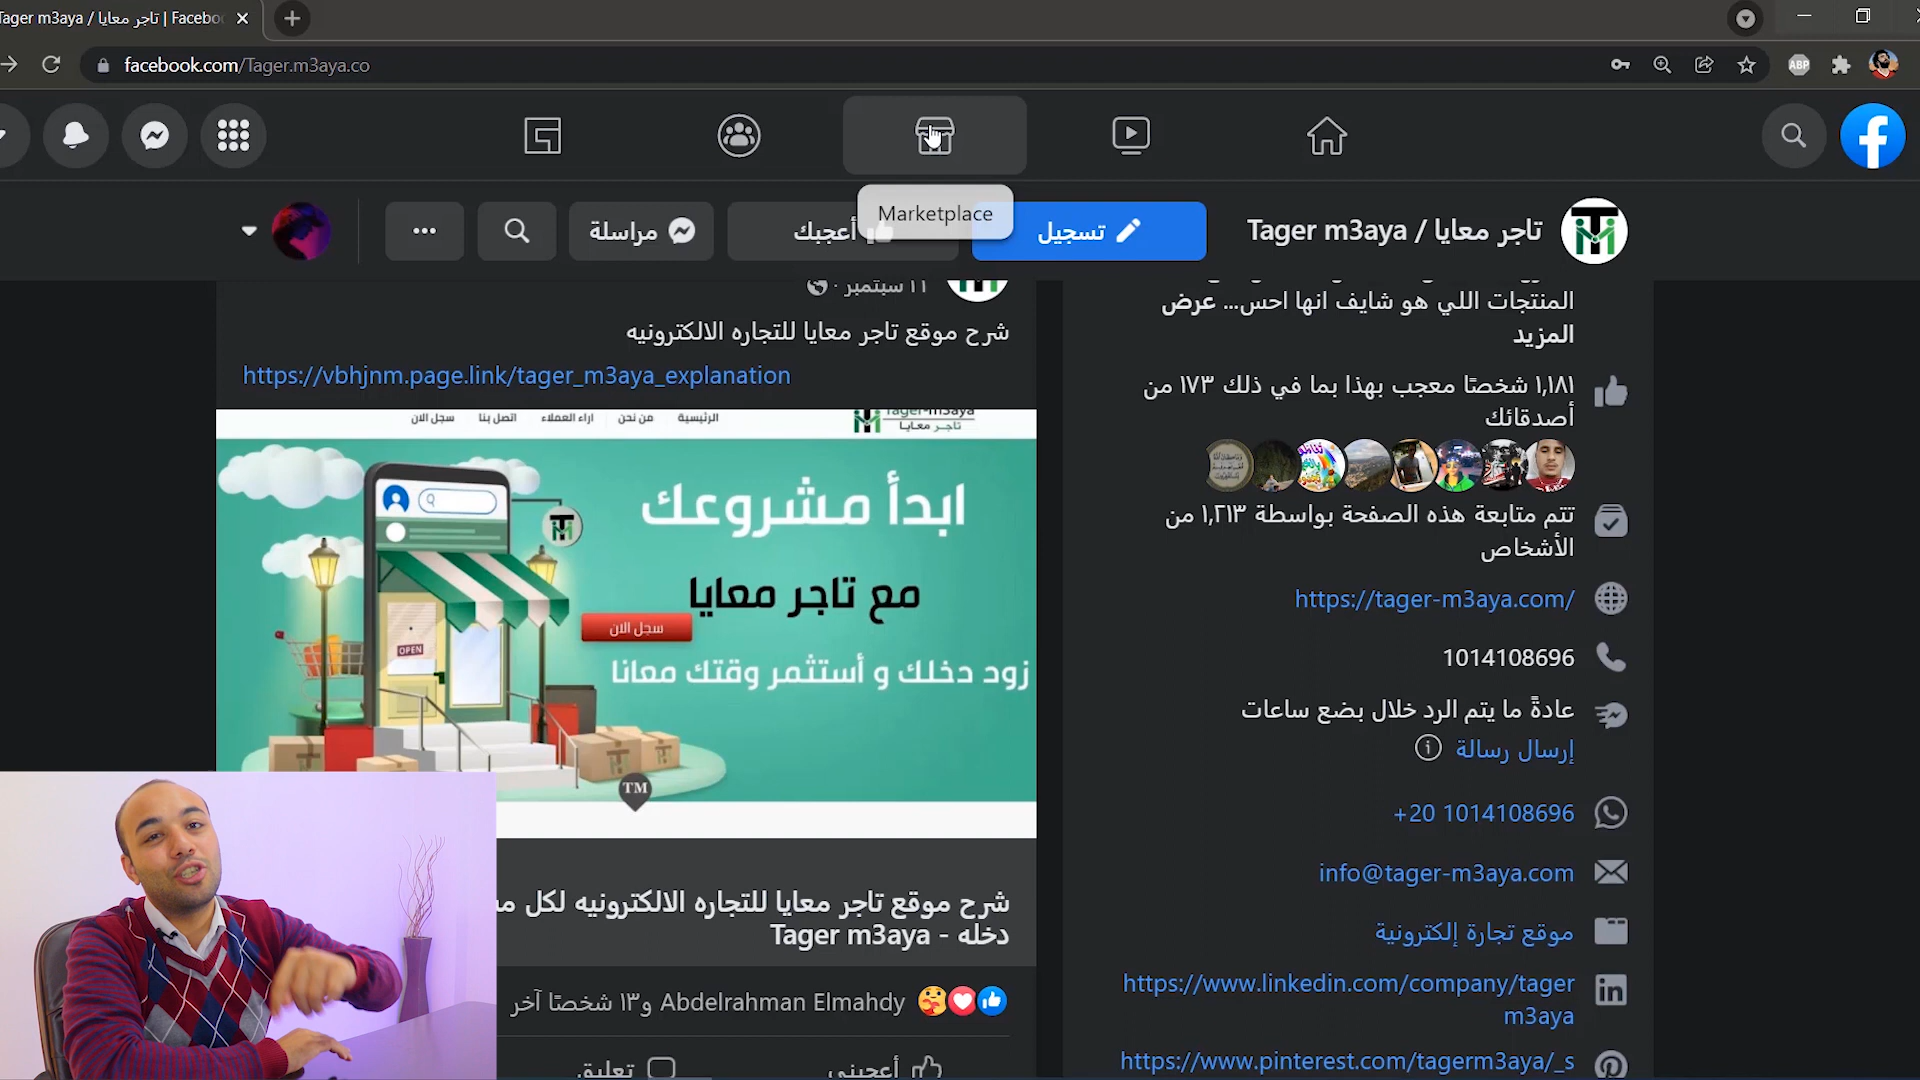 Tager m3aya / تاجر معايا | Facebo
facebook.com/Tager.m3aya.co
ABP
Marketplace
تاجر معايا / Tager m3aya
تسجيل
أعجبك
مراسلة
١١ سبتمبر
شرح موقع تاجر معايا للتجاره الالكترونيه
https://vbhjnm.page.link/tager_m3aya_explanation
Tager-m3aya
تاجر معايا
الرئيسية
من نحن
اراء العملاء
اتصل بنا
سجل الان
ابدأ مشروعك
مع تاجر معايا
سجل الان
زود دخلك و أستثمر وقتك معانا
OPEN
TM
شرح موقع تاجر معايا للتجاره الالكترونيه لكل
دخله - Tager m3aya
Abdelrahman Elmahdy و١٣ شخصًا آخر
أعجبني
تعليق
المنتجات اللي هو شايف انها احس... عرض
المزيد
١,١٨١ شخصًا معجب بهذا بما في ذلك ١٧٣ من
أصدقائك
تتم متابعة هذه الصفحة بواسطة ١,٢١٣ من
الأشخاص
https://tager-m3aya.com/
1014108696
عادةً ما يتم الرد خلال بضع ساعات
إرسال رسالة
+20 1014108696
info@tager-m3aya.com
موقع تجارة إلكترونية
https://www.linkedin.com/company/tager
m3aya
https://www.pinterest.com/tagerm3aya/_s